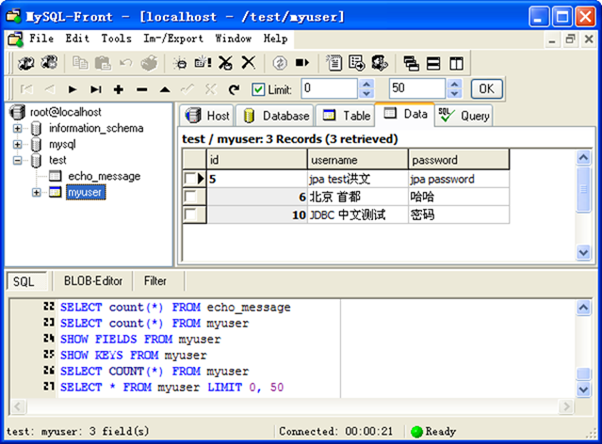 MySQL-Front - [localhost - /test/myuser]
File Edit Tools Im-/Export Window Help
Limit: 0 50 OK
root@localhost
information_schema
mysql
test
echo_message
myuser
Host Database Table Data SQL Query
test / myuser: 3 Records (3 retrieved)
id username password
5 jpa test洪文 jpa password
6 北京 首都 哈哈
10 JDBC 中文测试 密码
SQL BLOB-Editor Filter
22 SELECT count(*) FROM echo_message
23 SELECT count(*) FROM myuser
24 SHOW FIELDS FROM myuser
25 SHOW KEYS FROM myuser
26 SELECT COUNT(*) FROM myuser
27 SELECT * FROM myuser LIMIT 0, 50
test: myuser: 3 field(s) Connected: 00:00:21 Ready